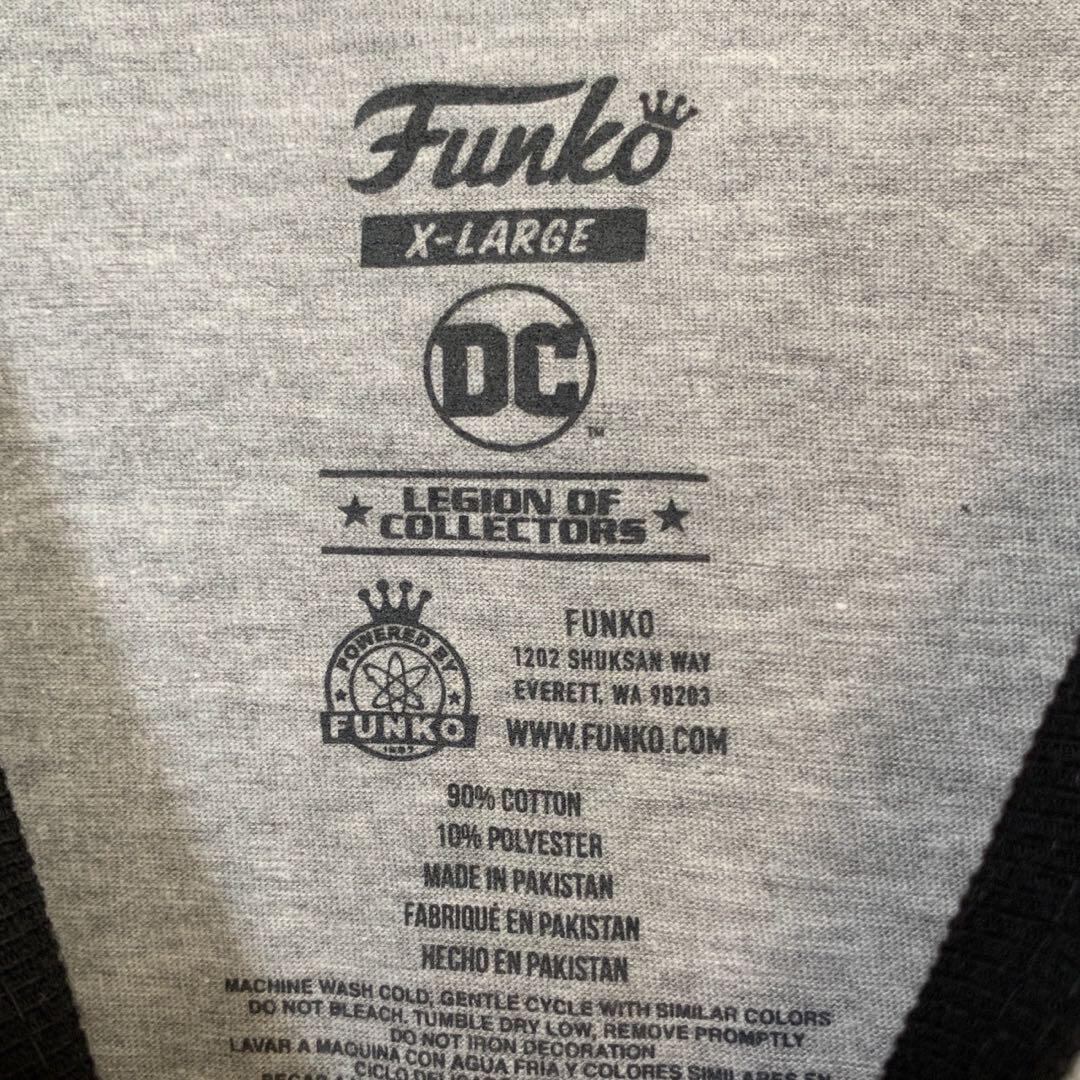 Funko
X-LARGE
DC
™
LEGION OF
COLLECTORS
POWERED BY
FUNKO
FUNKO
1202 SHUKSAN WAY
EVERETT, WA 98203
WWW.FUNKO.COM
90% COTTON
10% POLYESTER
MADE IN PAKISTAN
FABRIQUÉ EN PAKISTAN
HECHO EN PAKISTAN
MACHINE WASH COLD, GENTLE CYCLE WITH SIMILAR COLORS
DO NOT BLEACH, TUMBLE DRY LOW, REMOVE PROMPTLY
DO NOT IRON DECORATION
LAVAR A MAQUINA CON AGUA FRIA Y COLORES SIMILARES EN
CICLO